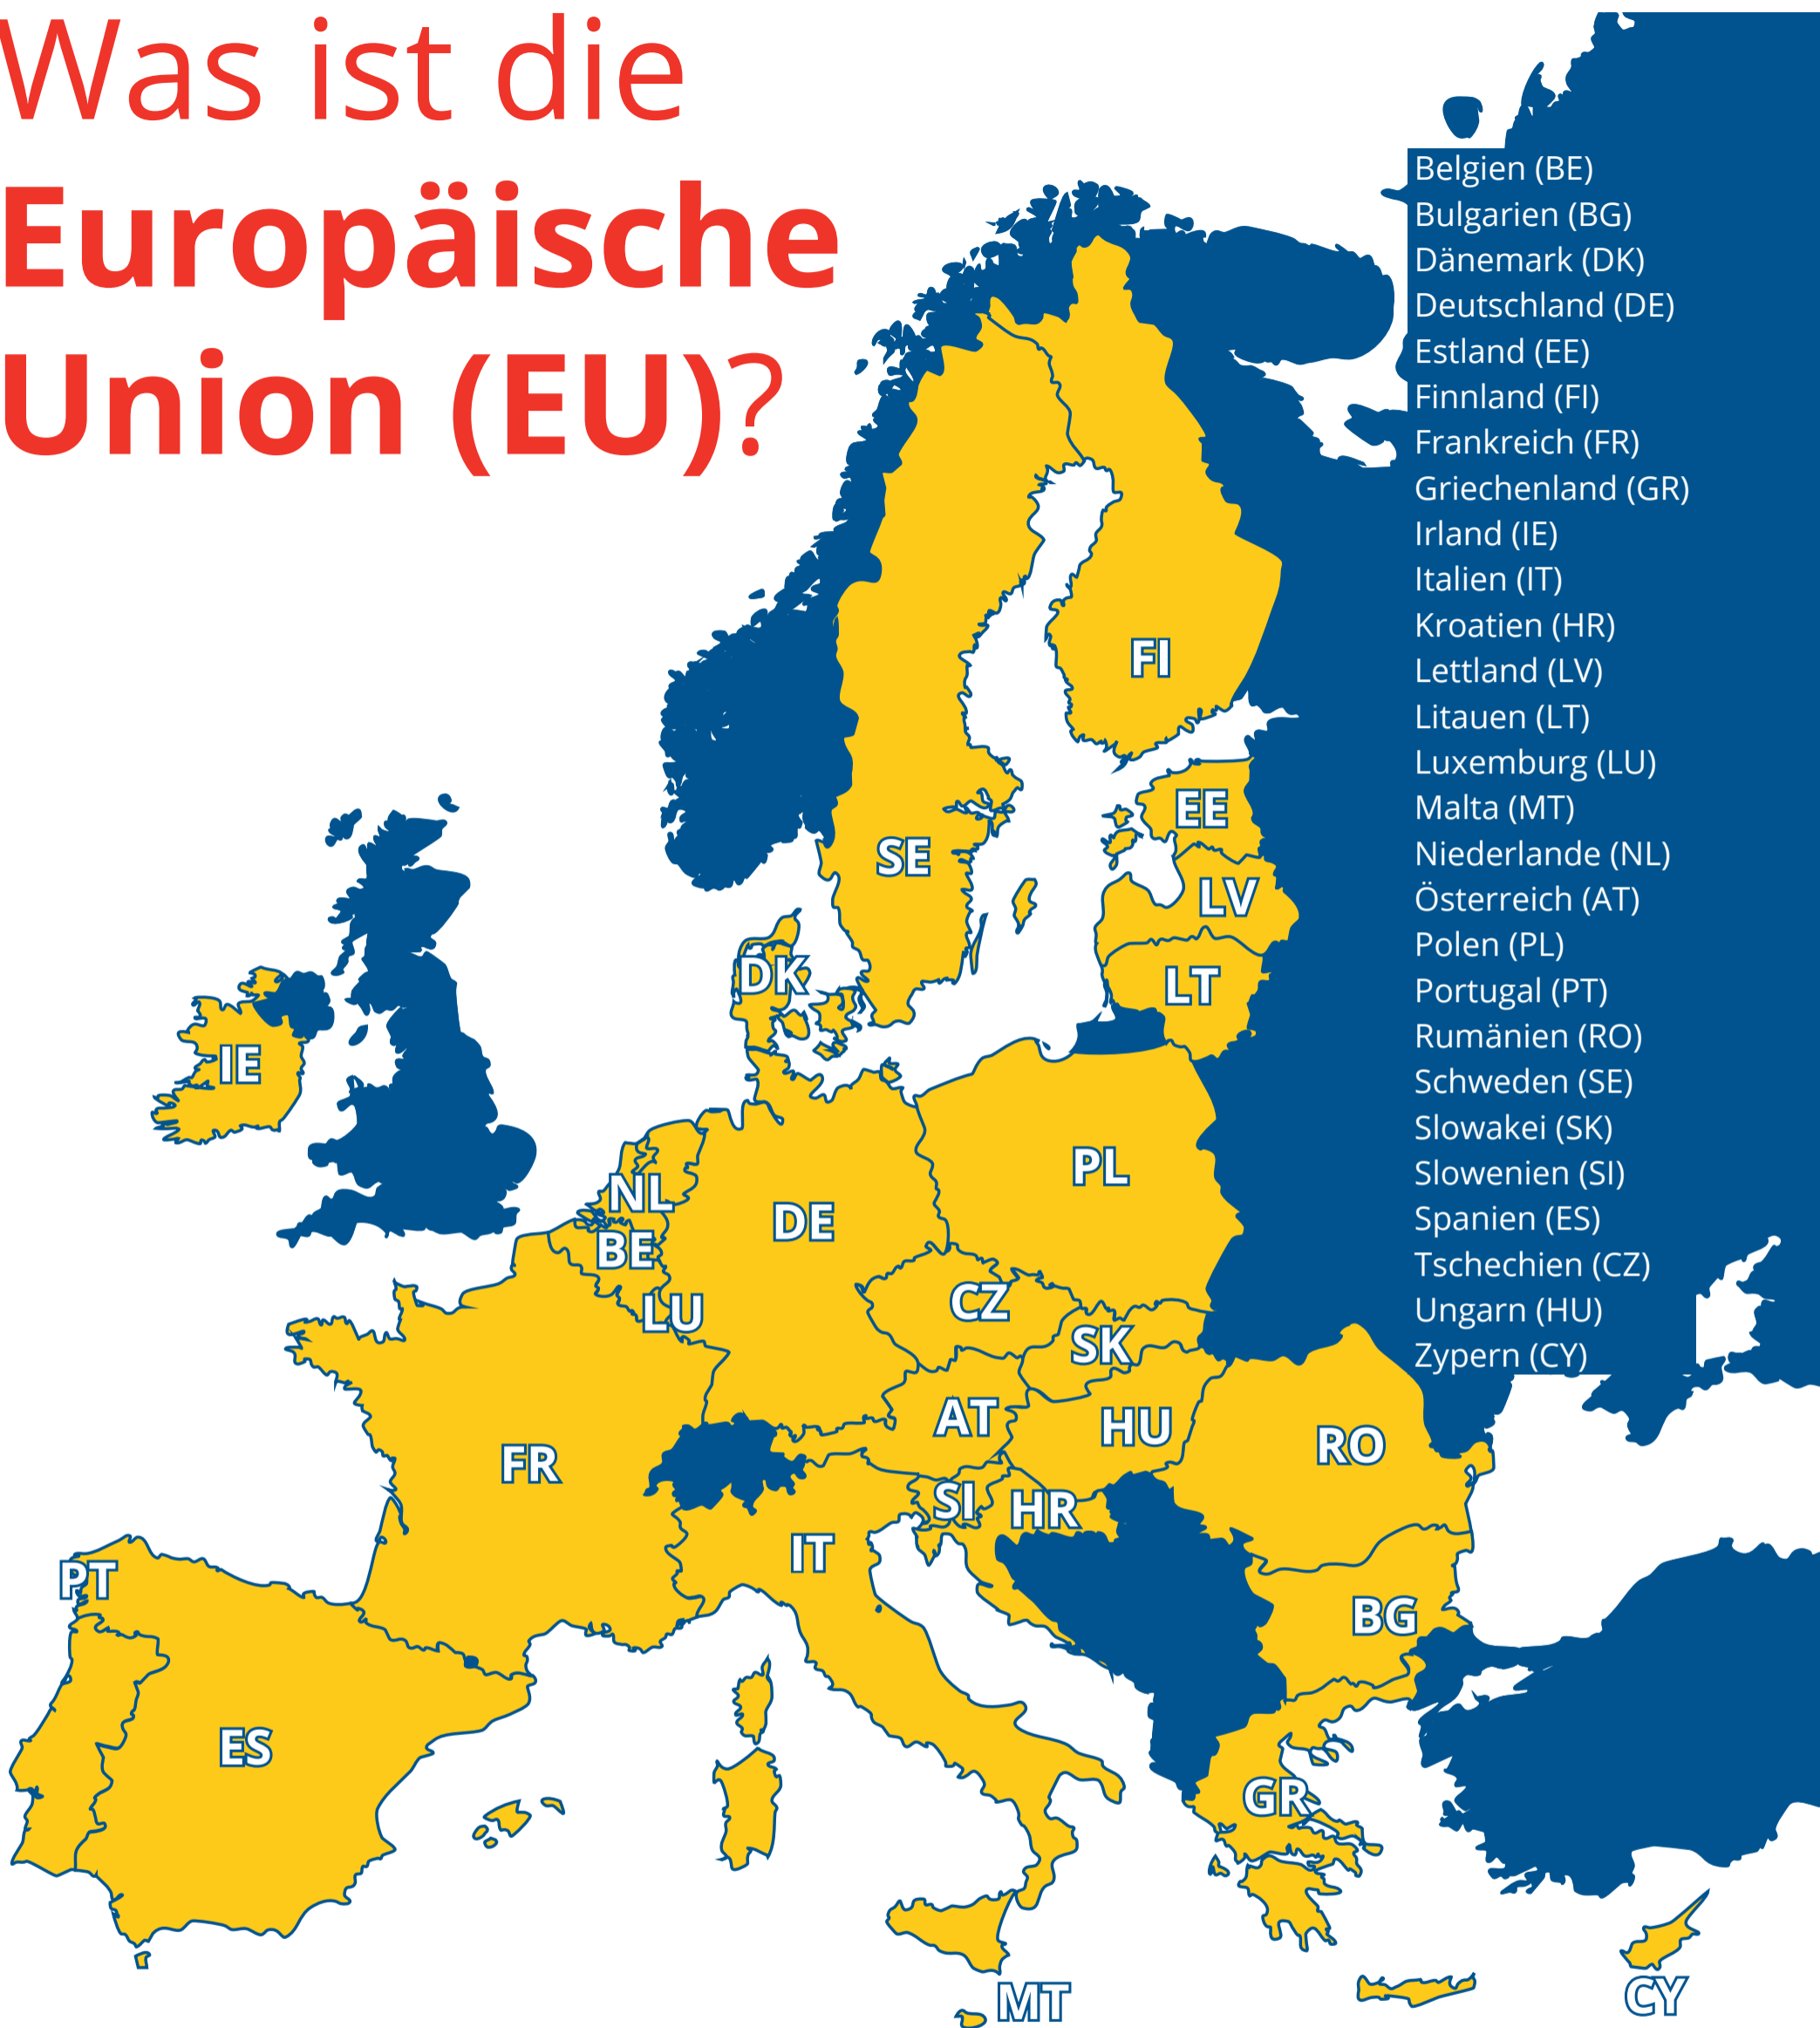 Was ist die
Europäische
Union (EU)?
Belgien (BE)
Bulgarien (BG)
Dänemark (DK)
Deutschland (DE)
Estland (EE)
Finnland (FI)
Frankreich (FR)
Griechenland (GR)
Irland (IE)
Italien (IT)
Kroatien (HR)
Lettland (LV)
Litauen (LT)
Luxemburg (LU)
Malta (MT)
Niederlande (NL)
Österreich (AT)
Polen (PL)
Portugal (PT)
Rumänien (RO)
Schweden (SE)
Slowakei (SK)
Slowenien (SI)
Spanien (ES)
Tschechien (CZ)
Ungarn (HU)
Zypern (CY)
FI
EE
SE
LV
DK
LT
IE
PL
NL
DE
BE
CZ
LU
SK
AT
HU
RO
FR
SI
HR
IT
PT
BG
ES
GR
MT
CY